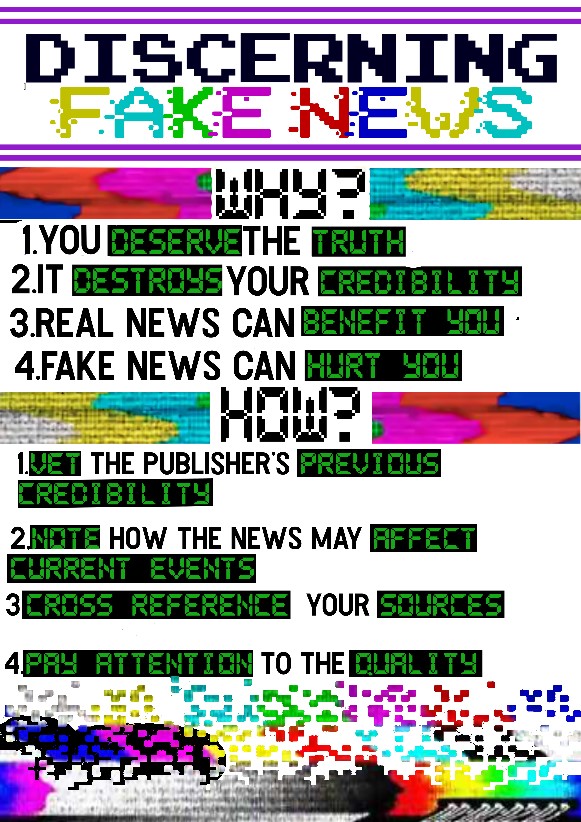 DISCERNING
FAKE NEWS
WHY?
1.YOU DESERVE THE TRUTH
2.IT DESTROYS YOUR CREDIBILITY
3.REAL NEWS CAN BENEFIT YOU
4.FAKE NEWS CAN HURT YOU
HOW?
1.VET THE PUBLISHER'S PREVIOUS
CREDIBILITY
2.NOTE HOW THE NEWS MAY AFFECT
CURRENT EVENTS
3 CROSS REFERENCE YOUR SOURCES
4.PAY ATTENTION TO THE QUALITY